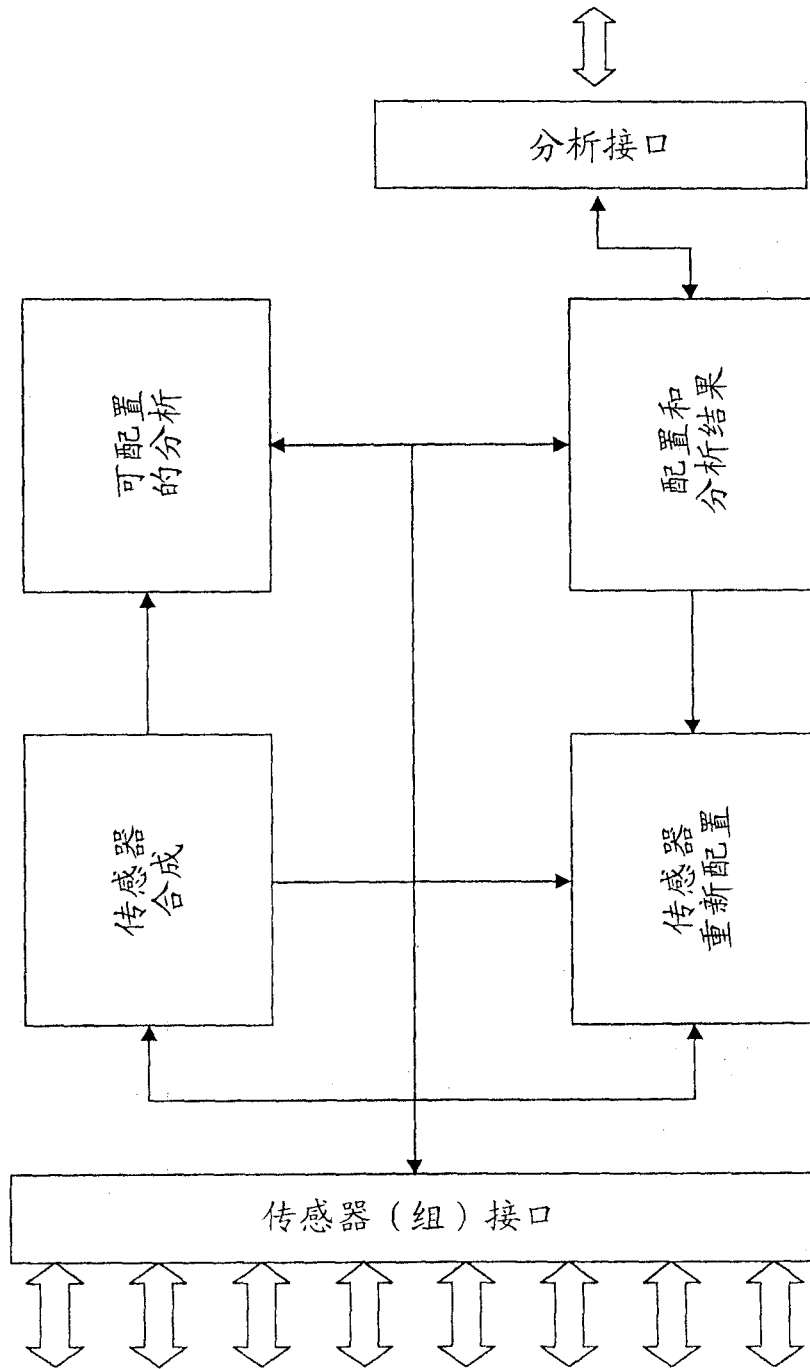 分析接口
可配置
的分析
配置和
分析结果
传感器
合成
传感器
重新配置
传感器（组）接口